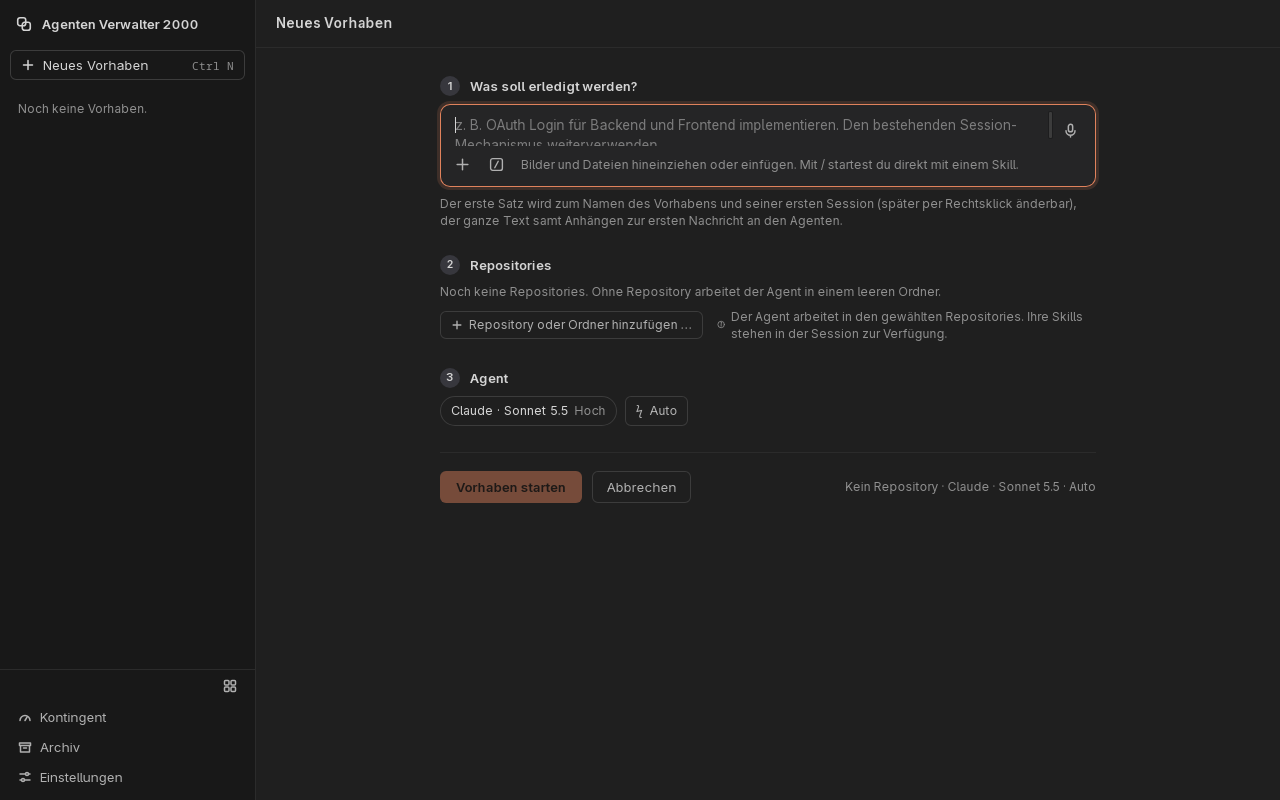 Agenten Verwalter 2000
Neues Vorhaben Ctrl N
Noch keine Vorhaben.
Kontingent
Archiv
Einstellungen
Neues Vorhaben
1 Was soll erledigt werden?
z. B. OAuth Login für Backend und Frontend implementieren. Den bestehenden Session-
Mechanismus weiterverwenden
Bilder und Dateien hineinziehen oder einfügen. Mit / startest du direkt mit einem Skill.
Der erste Satz wird zum Namen des Vorhabens und seiner ersten Session (später per Rechtsklick änderbar),
der ganze Text samt Anhängen zur ersten Nachricht an den Agenten.
2 Repositories
Noch keine Repositories. Ohne Repository arbeitet der Agent in einem leeren Ordner.
Repository oder Ordner hinzufügen ...
Der Agent arbeitet in den gewählten Repositories. Ihre Skills
stehen in der Session zur Verfügung.
3 Agent
Claude · Sonnet 5.5 Hoch
Auto
Vorhaben starten
Abbrechen
Kein Repository · Claude · Sonnet 5.5 · Auto